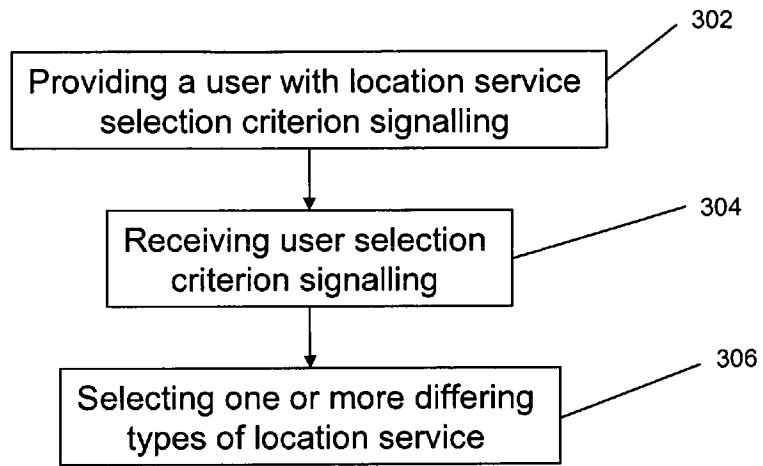 302
Providing a user with location service
selection criterion signalling
304
Receiving user selection
criterion signalling
306
Selecting one or more differing
types of location service